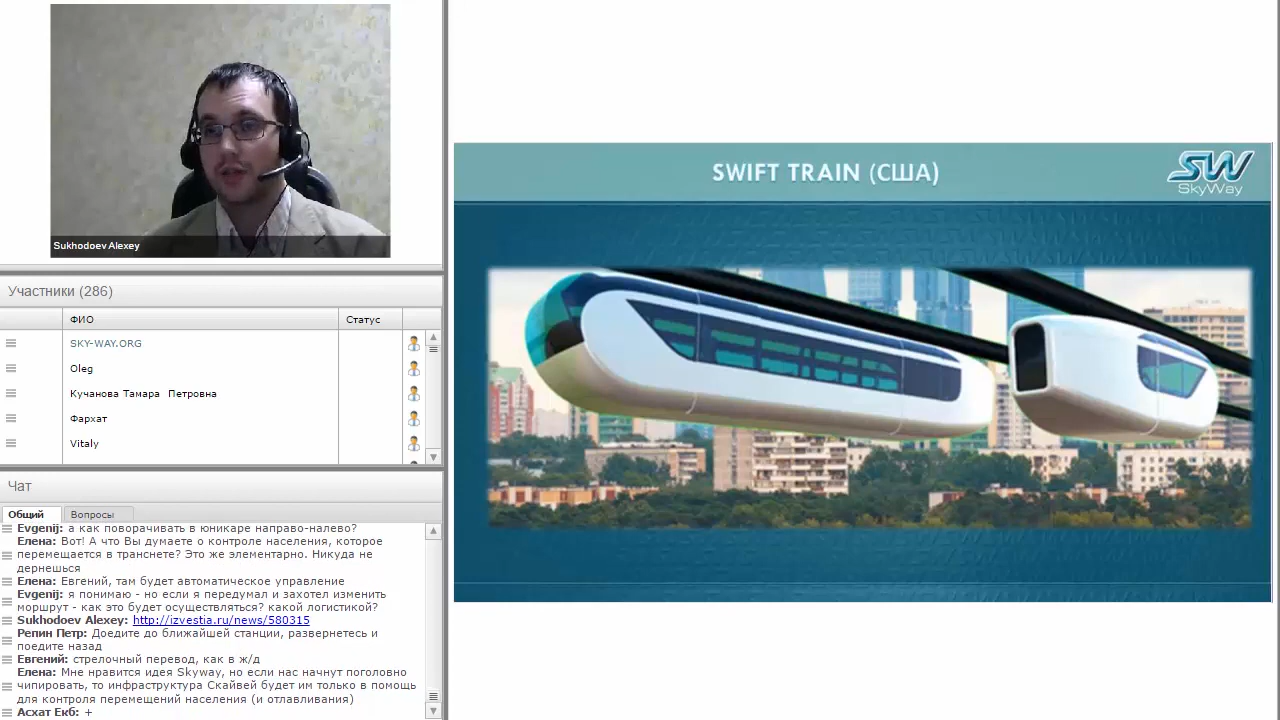 Sukhodoev Alexey
Участники (286)
ФИО
Статус
SKY-WAY.ORG
Oleg
Кучанова Тамара Петровна
Фархат
Vitaly
Чат
Общий
Вопросы
Evgenij: а как поворачивать в юникаре направо-налево?
Елена: Вот! А что Вы думаете о контроле населения, которое
перемещается в транснете? Это же элементарно. Никуда не
дернешься
Елена: Евгений, там будет автоматическое управление
Evgenij: я понимаю - но если я передумал и захотел изменить
моршрут - как это будет осуществляться? какой логистикой?
Sukhodoev Alexey: http://izvestia.ru/news/580315
Репин Петр: Доедите до ближайшей станции, развернетесь и
поедите назад
Евгений: стрелочный перевод, как в ж/д
Елена: Мне нравится идея Skyway, но если нас начнут поголовно
чипировать, то инфраструктура Скайвей будет им только в помощь
для контроля перемещений населения (и отлавливания)
Асхат Екб: +
SWIFT TRAIN (США)
SW
SkyWay